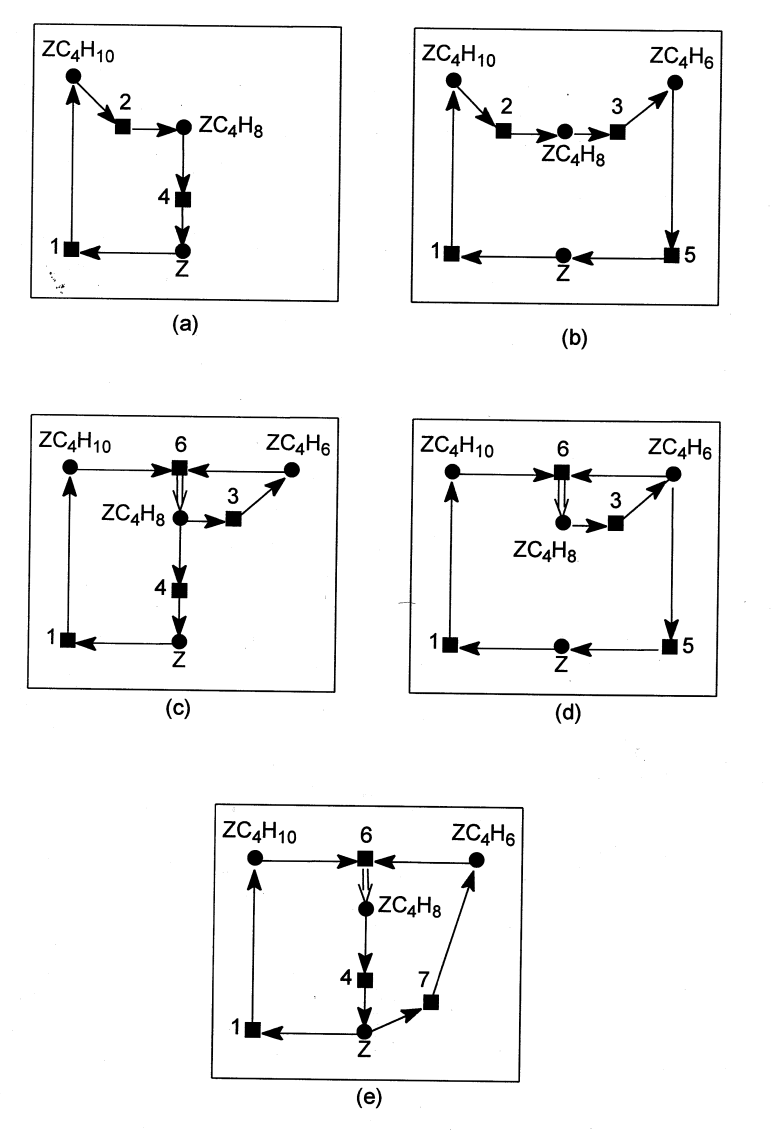 ZC₄H₁₀
2
ZC₄H₈
4
1
Z
(a)
ZC₄H₁₀
ZC₄H₆
2
3
ZC₄H₈
1
Z
5
(b)
ZC₄H₁₀
6
ZC₄H₆
ZC₄H₈
3
4
1
Z
(c)
ZC₄H₁₀
6
ZC₄H₆
3
ZC₄H₈
1
Z
5
(d)
ZC₄H₁₀
6
ZC₄H₆
ZC₄H₈
4
7
1
Z
(e)